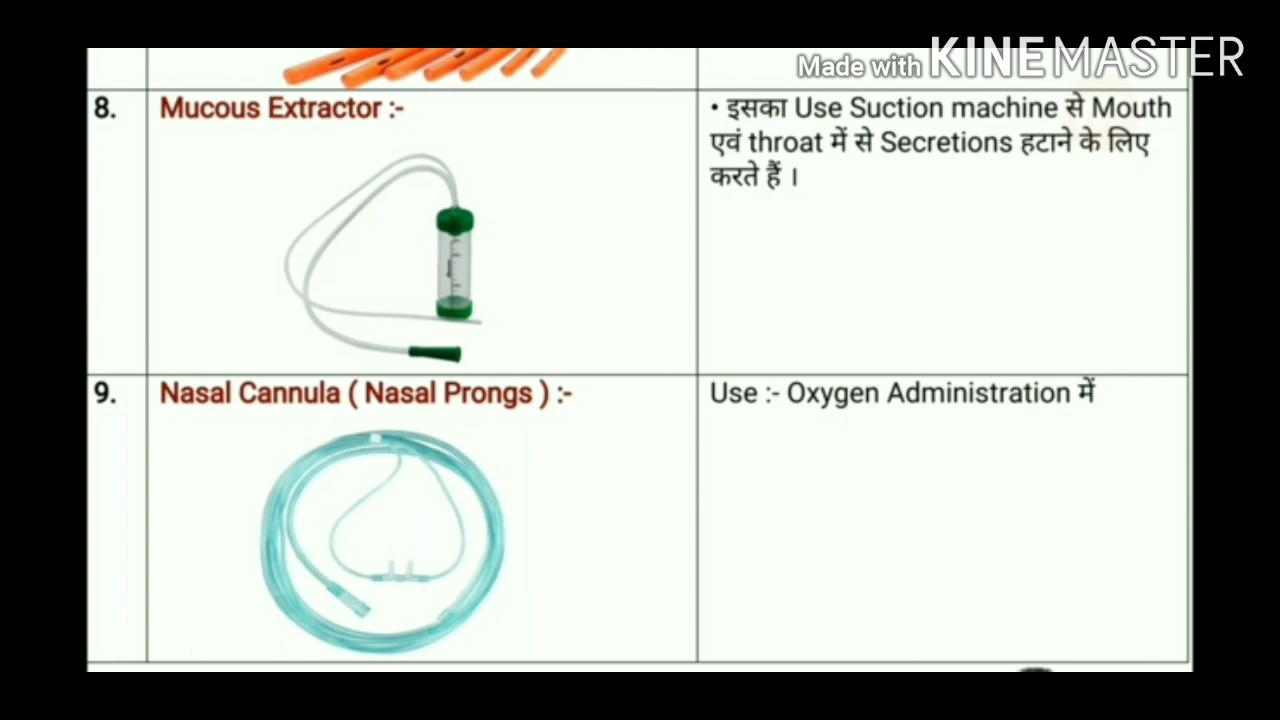 Made with KINEMASTER
8.
Mucous Extractor :-
• इसका Use Suction machine से Mouth
एवं throat में से Secretions हटाने के लिए
करते हैं ।
9.
Nasal Cannula ( Nasal Prongs ) :-
Use :- Oxygen Administration में